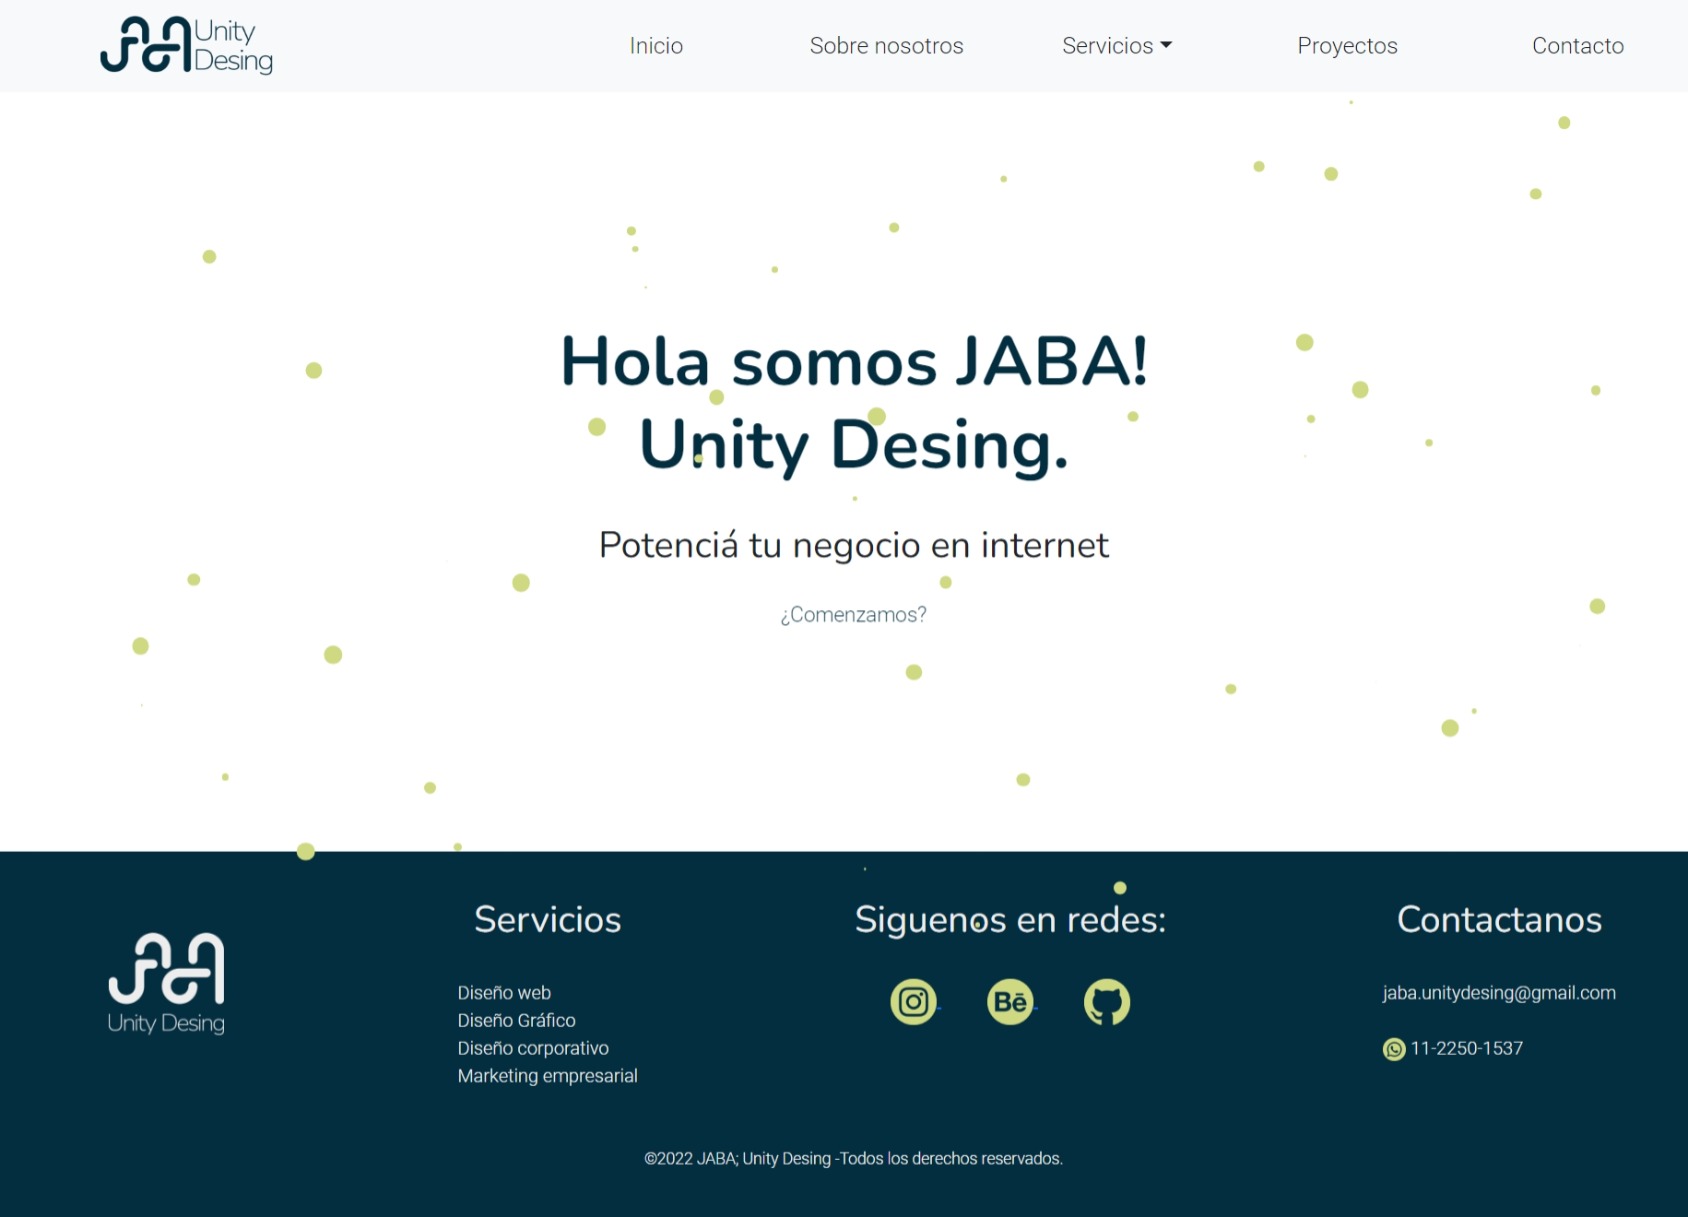 Unity
Desing
Inicio
Sobre nosotros
Servicios
Proyectos
Contacto
Hola somos JABA!
Unity Desing.
Potenciá tu negocio en internet
¿Comenzamos?
Unity Desing
Servicios
Diseño web
Diseño Gráfico
Diseño corporativo
Marketing empresarial
Siguenos en redes:
Bē
Contactanos
jaba.unitydesing@gmail.com
11-2250-1537
©2022 JABA; Unity Desing -Todos los derechos reservados.